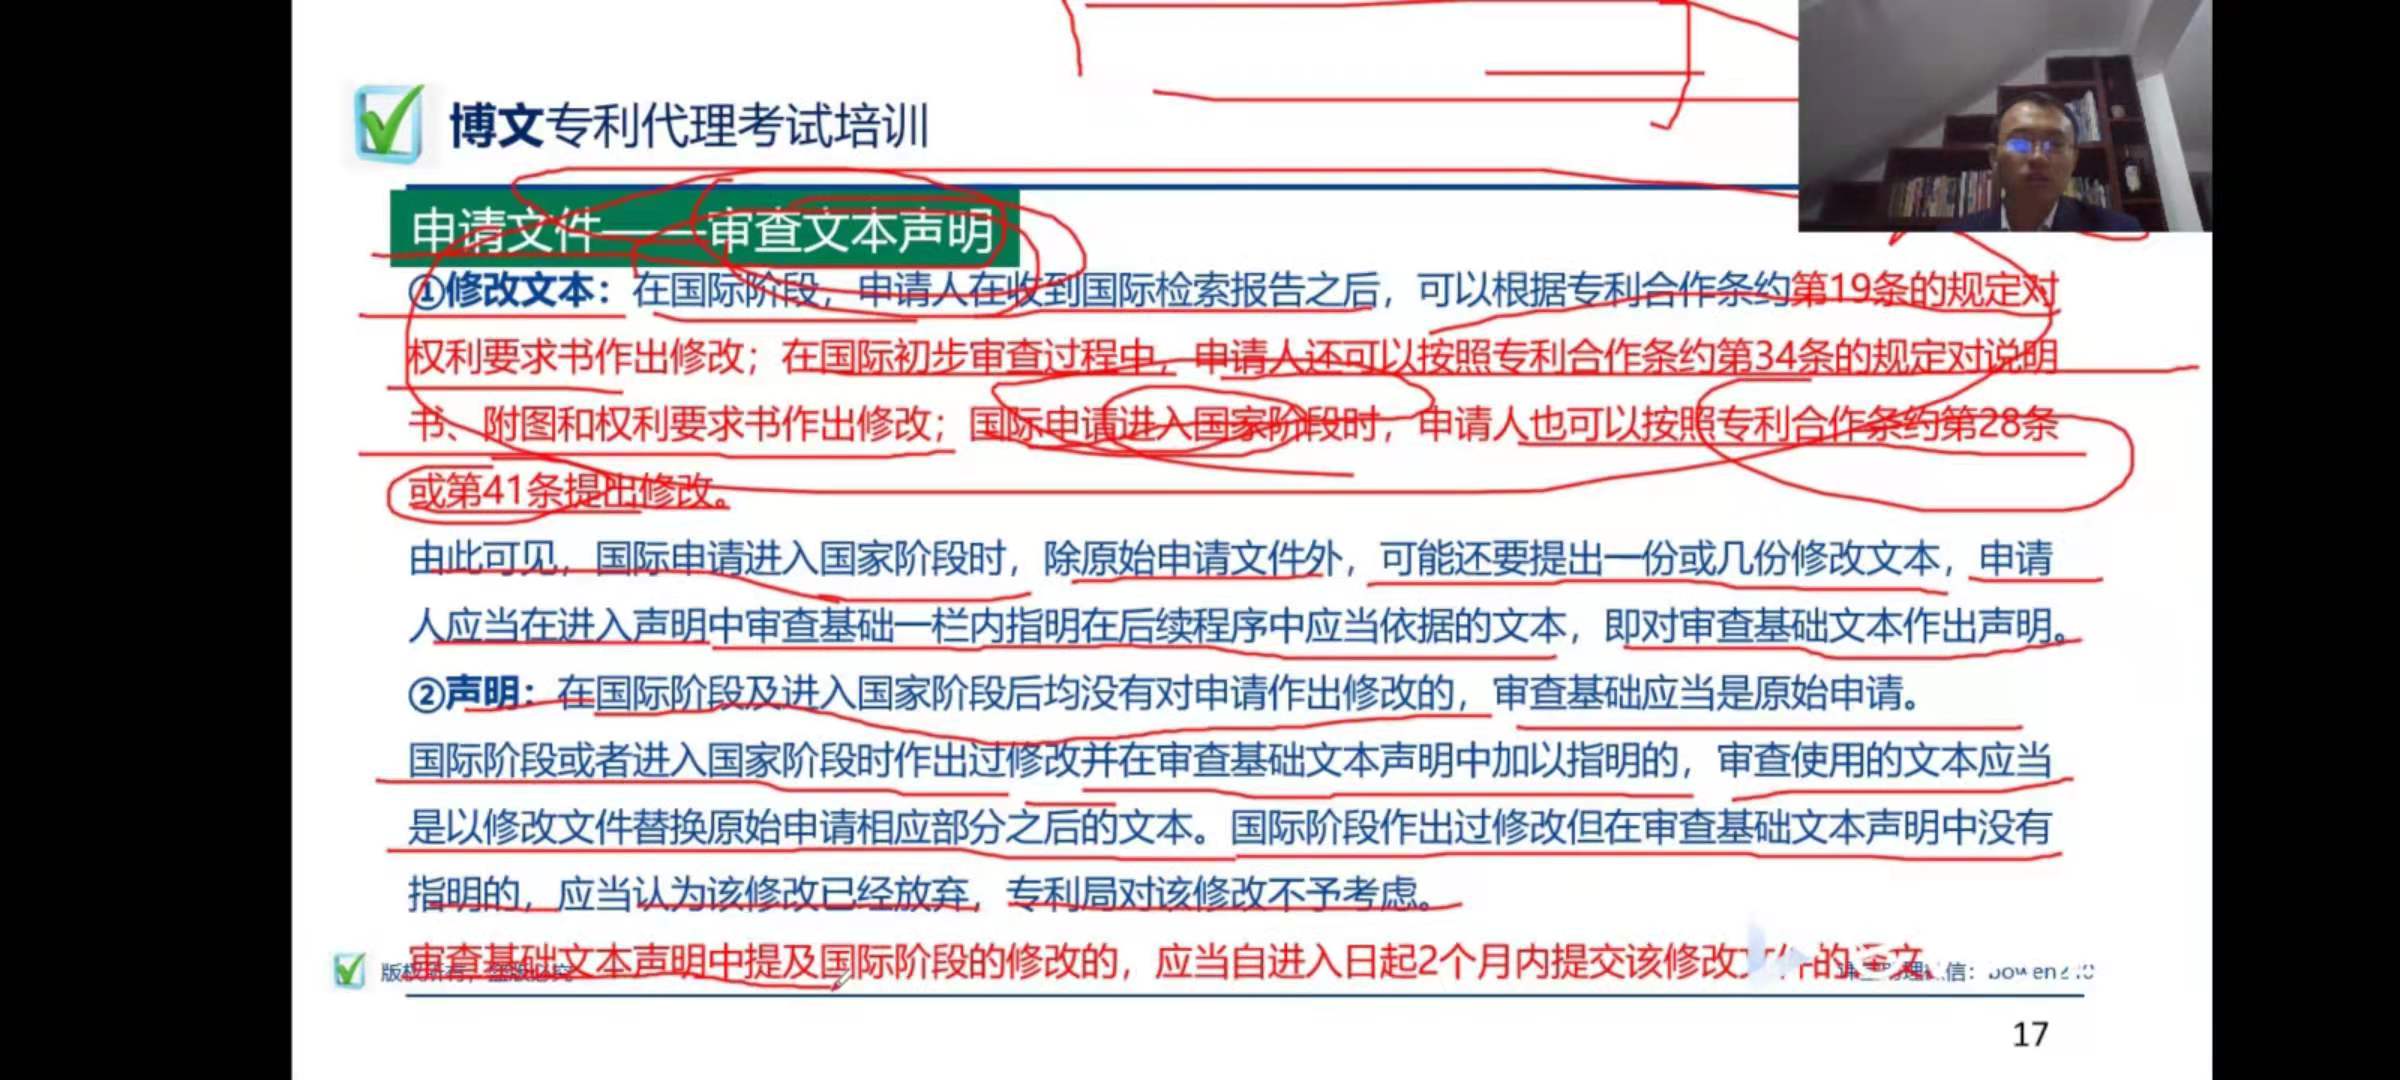 博文专利代理考试培训
申请文件——审查文本声明
①修改文本：在国际阶段，申请人在收到国际检索报告之后，可以根据专利合作条约第19条的规定对
权利要求书作出修改；在国际初步审查过程中，申请人还可以按照专利合作条约第34条的规定对说明
书、附图和权利要求书作出修改；国际申请进入国家阶段时，申请人也可以按照专利合作条约第28条
或第41条提出修改。
由此可见，国际申请进入国家阶段时，除原始申请文件外，可能还要提出一份或几份修改文本，申请
人应当在进入声明中审查基础一栏内指明在后续程序中应当依据的文本，即对审查基础文本作出声明。
②声明：在国际阶段及进入国家阶段后均没有对申请作出修改的，审查基础应当是原始申请。
国际阶段或者进入国家阶段时作出过修改并在审查基础文本声明中加以指明的，审查使用的文本应当
是以修改文件替换原始申请相应部分之后的文本。国际阶段作出过修改但在审查基础文本声明中没有
指明的，应当认为该修改已经放弃，专利局对该修改不予考虑。
审查基础文本声明中提及国际阶段的修改的，应当自进入日起2个月内提交该修改文件的译文
版权所有，盗版必究
17